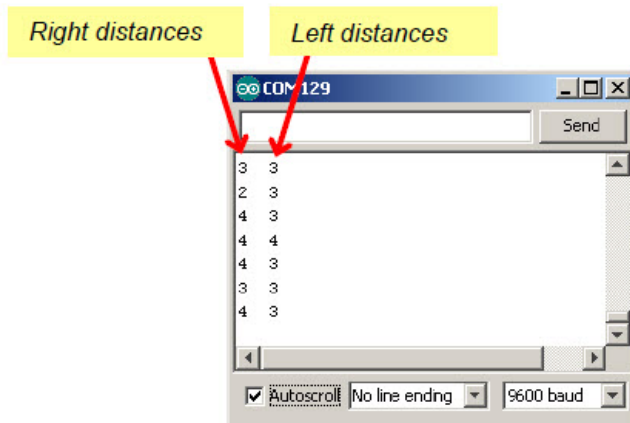 Right distances
Left distances
COM129
Send
3 3
2 3
4 3
4 4
4 3
3 3
4 3
Autoscroll No line ending 9600 baud